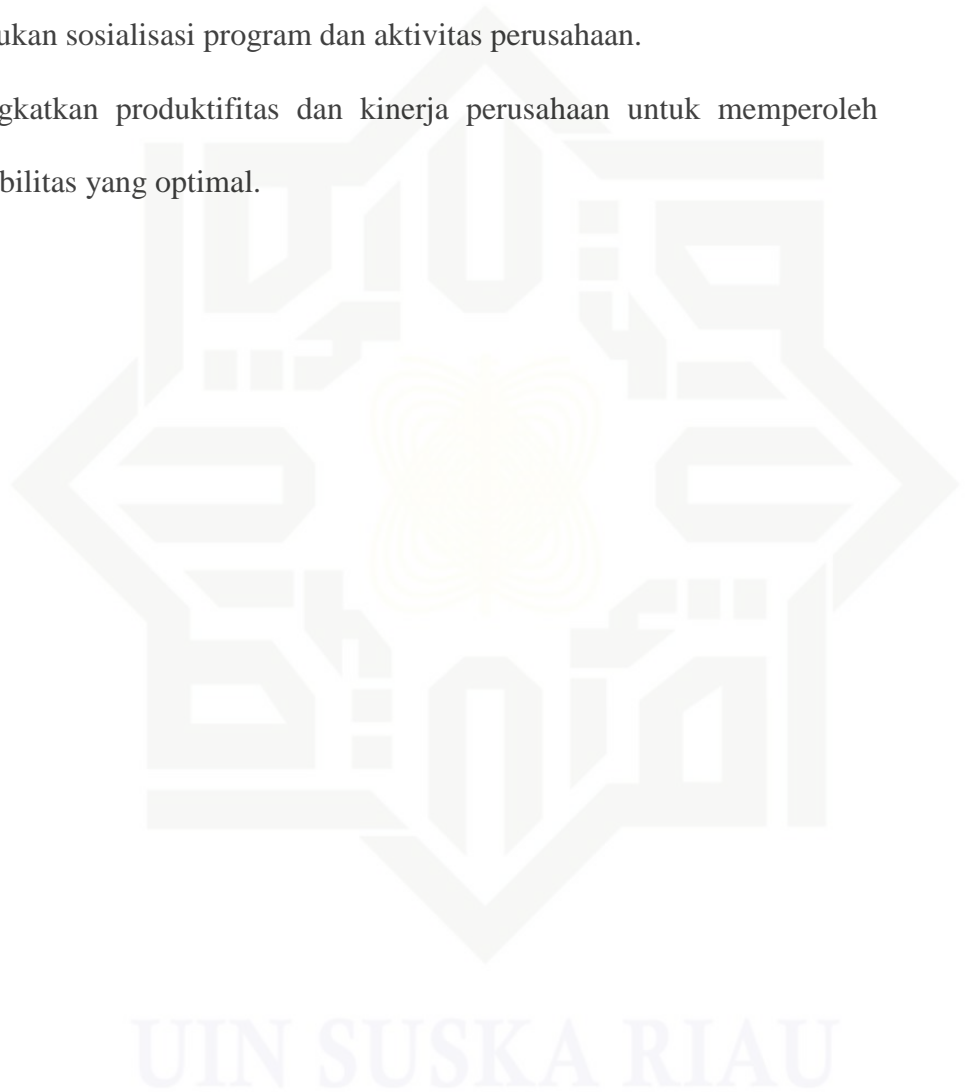 ukan sosialisasi program dan aktivitas perusahaan.
gkatkan produktifitas dan kinerja perusahaan untuk memperoleh
bilitas yang optimal.
UIN SUSKA RIAU